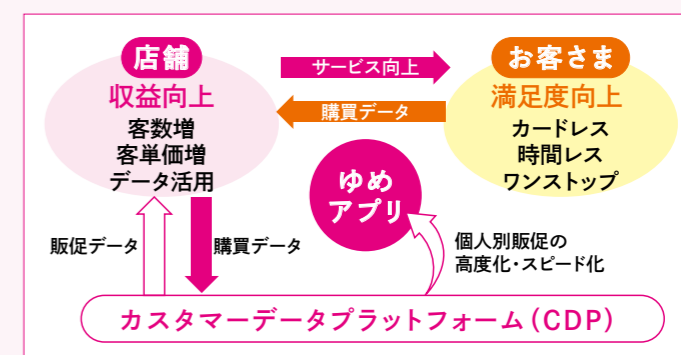 店舗
収益向上
客数増
客単価増
データ活用
サービス向上
購買データ
お客さま
満足度向上
カードレス
時間レス
ワンストップ
ゆめ
アプリ
販促データ
購買データ
個人別販促の
高度化・スピード化
カスタマーデータプラットフォーム(CDP)